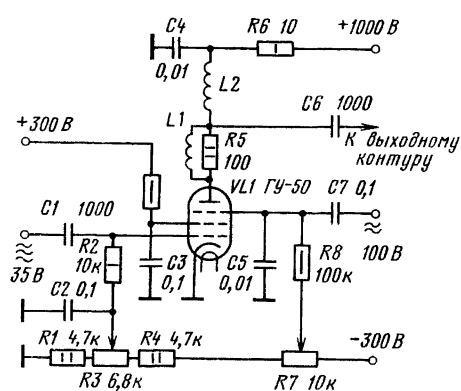 C4
R6 10
+1000 В
0,01
L2
C6 1000
L1
+300 В
R5
100
К выходному
контуру
VL1 ГУ-50
C7 0,1
C1 1000
R2
10к
35В
C3
0,1
C5
0,01
R8
100к
100В
C2 0,1
R1 4,7к
R4 4,7к
−300 В
R3 6,8к
R7 10к